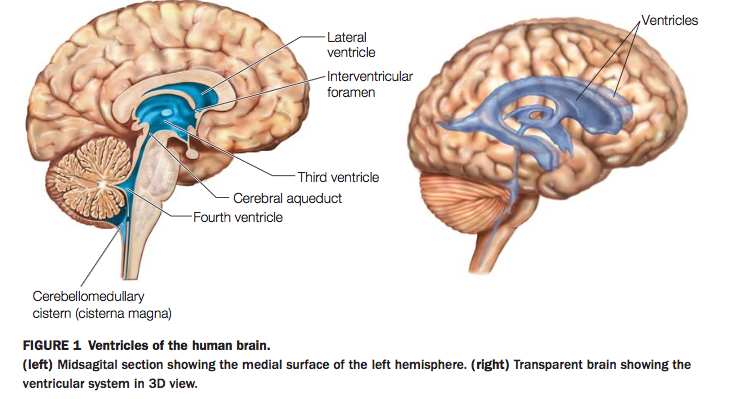 Lateral
ventricle
Interventricular
foramen
Third ventricle
Cerebral aqueduct
Fourth ventricle
Cerebellomedullary
cistern (cisterna magna)
Ventricles
FIGURE 1 Ventricles of the human brain.
(left) Midsagital section showing the medial surface of the left hemisphere. (right) Transparent brain showing the
ventricular system in 3D view.